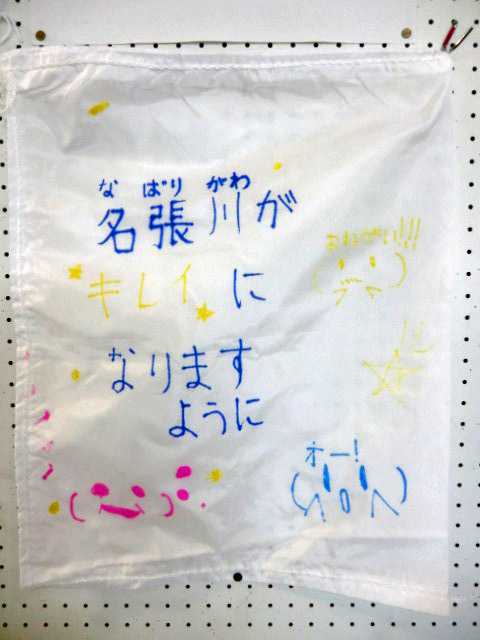 なばりがわ
名張川が
おねがい!!!
キレイに
なります
ように
オー!